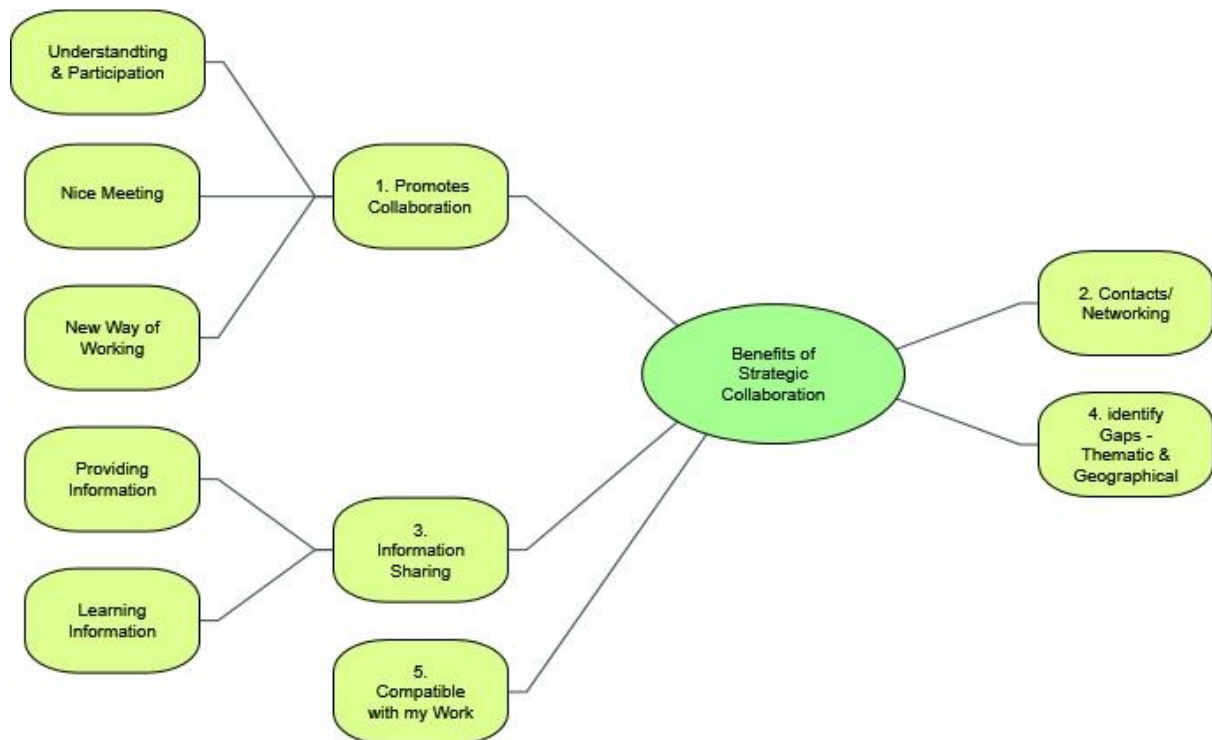 Understandting
& Participation
Nice Meeting
New Way of
Working
1. Promotes
Collaboration
Providing
Information
Learning
Information
3.
Information
Sharing
5.
Compatible
with my Work
Benefits of
Strategic
Collaboration
2. Contacts/
Networking
4. identify
Gaps -
Thematic &
Geographical